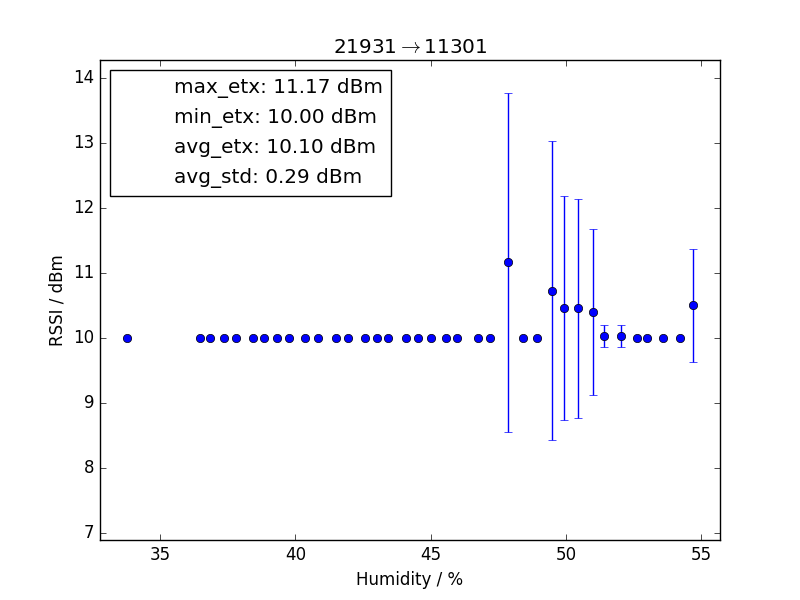 21931→11301
max_etx: 11.17 dBm
min_etx: 10.00 dBm
avg_etx: 10.10 dBm
avg_std: 0.29 dBm
14
13
12
11
10
9
8
7
RSSI / dBm
35 40 45 50 55
Humidity / %